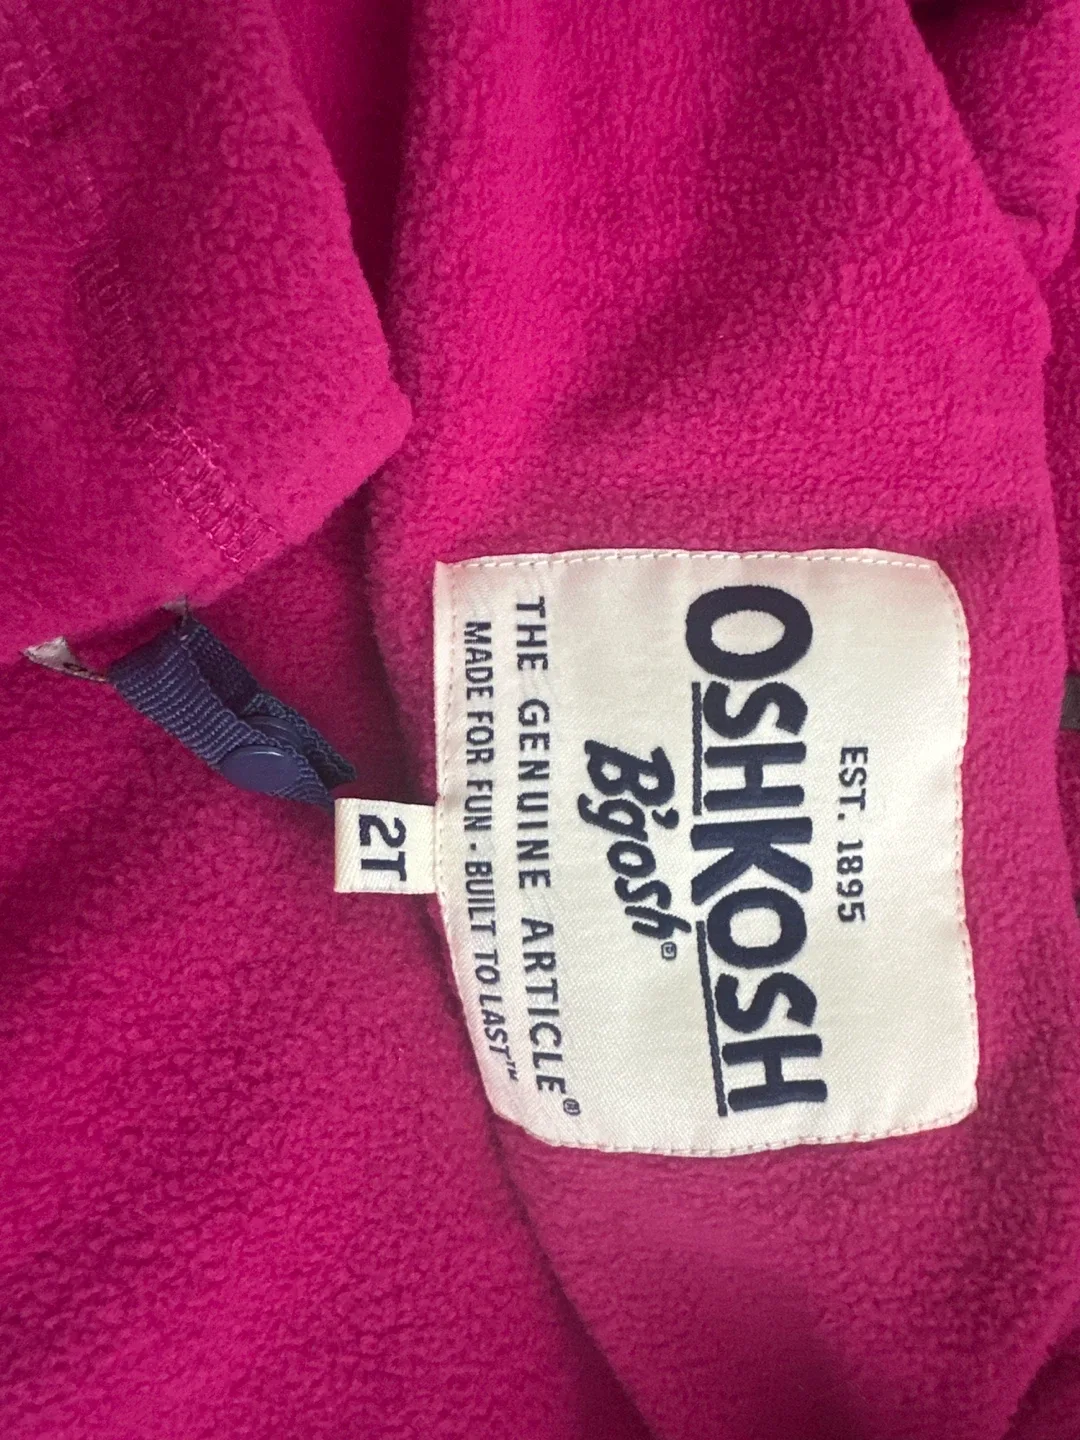 EST. 1895
OSHKOSH
B'gosh®
THE GENUINE ARTICLE®
MADE FOR FUN · BUILT TO LAST™
2T